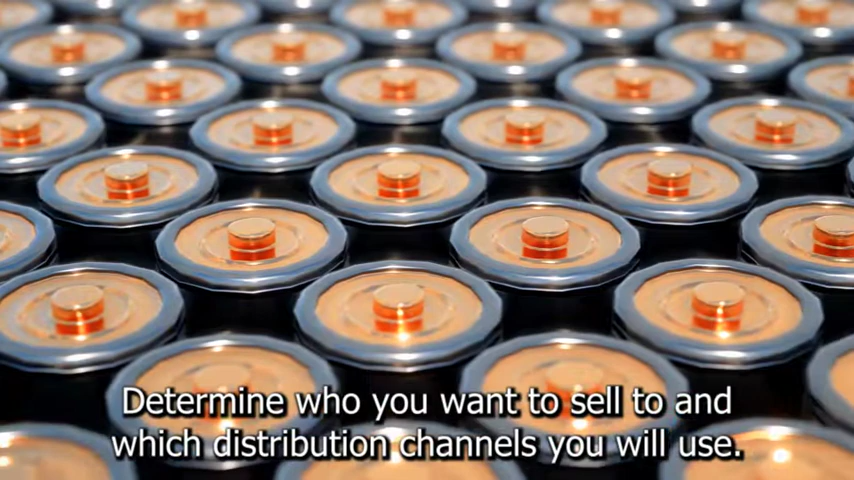 Determine who you want to sell to and
which distribution channels you will use.